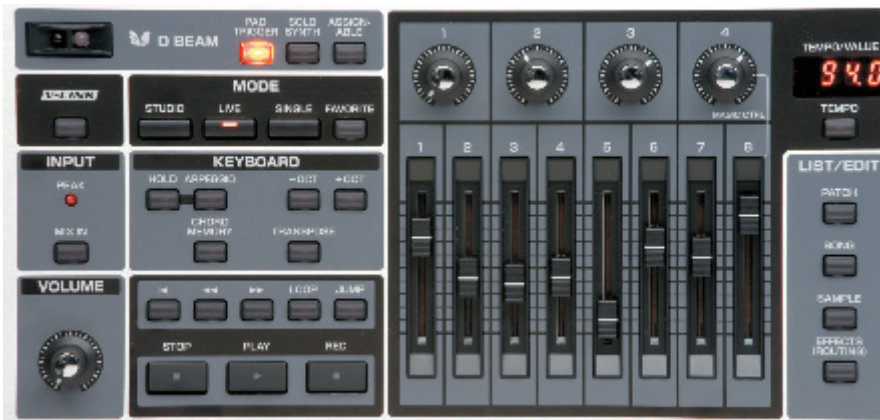 D BEAM
PAD TRIGGER
SOLO SYNTH
ASSIGN-ABLE
V-LINK
MODE
STUDIO LIVE SINGLE FAVORITE
INPUT
PEAK
MIX IN
KEYBOARD
HOLD ARPEGGIO -OCT +OCT
CHORD MEMORY
TRANSPOSE
VOLUME
LOOP JUMP
STOP PLAY REC
1 2 3 4
MAGIC CTRL
1 2 3 4 5 6 7 8
TEMPO/VALUE
94.0
TEMPO
LIST/EDIT
PATCH
SONG
SAMPLE
EFFECTS
(ROUTING)